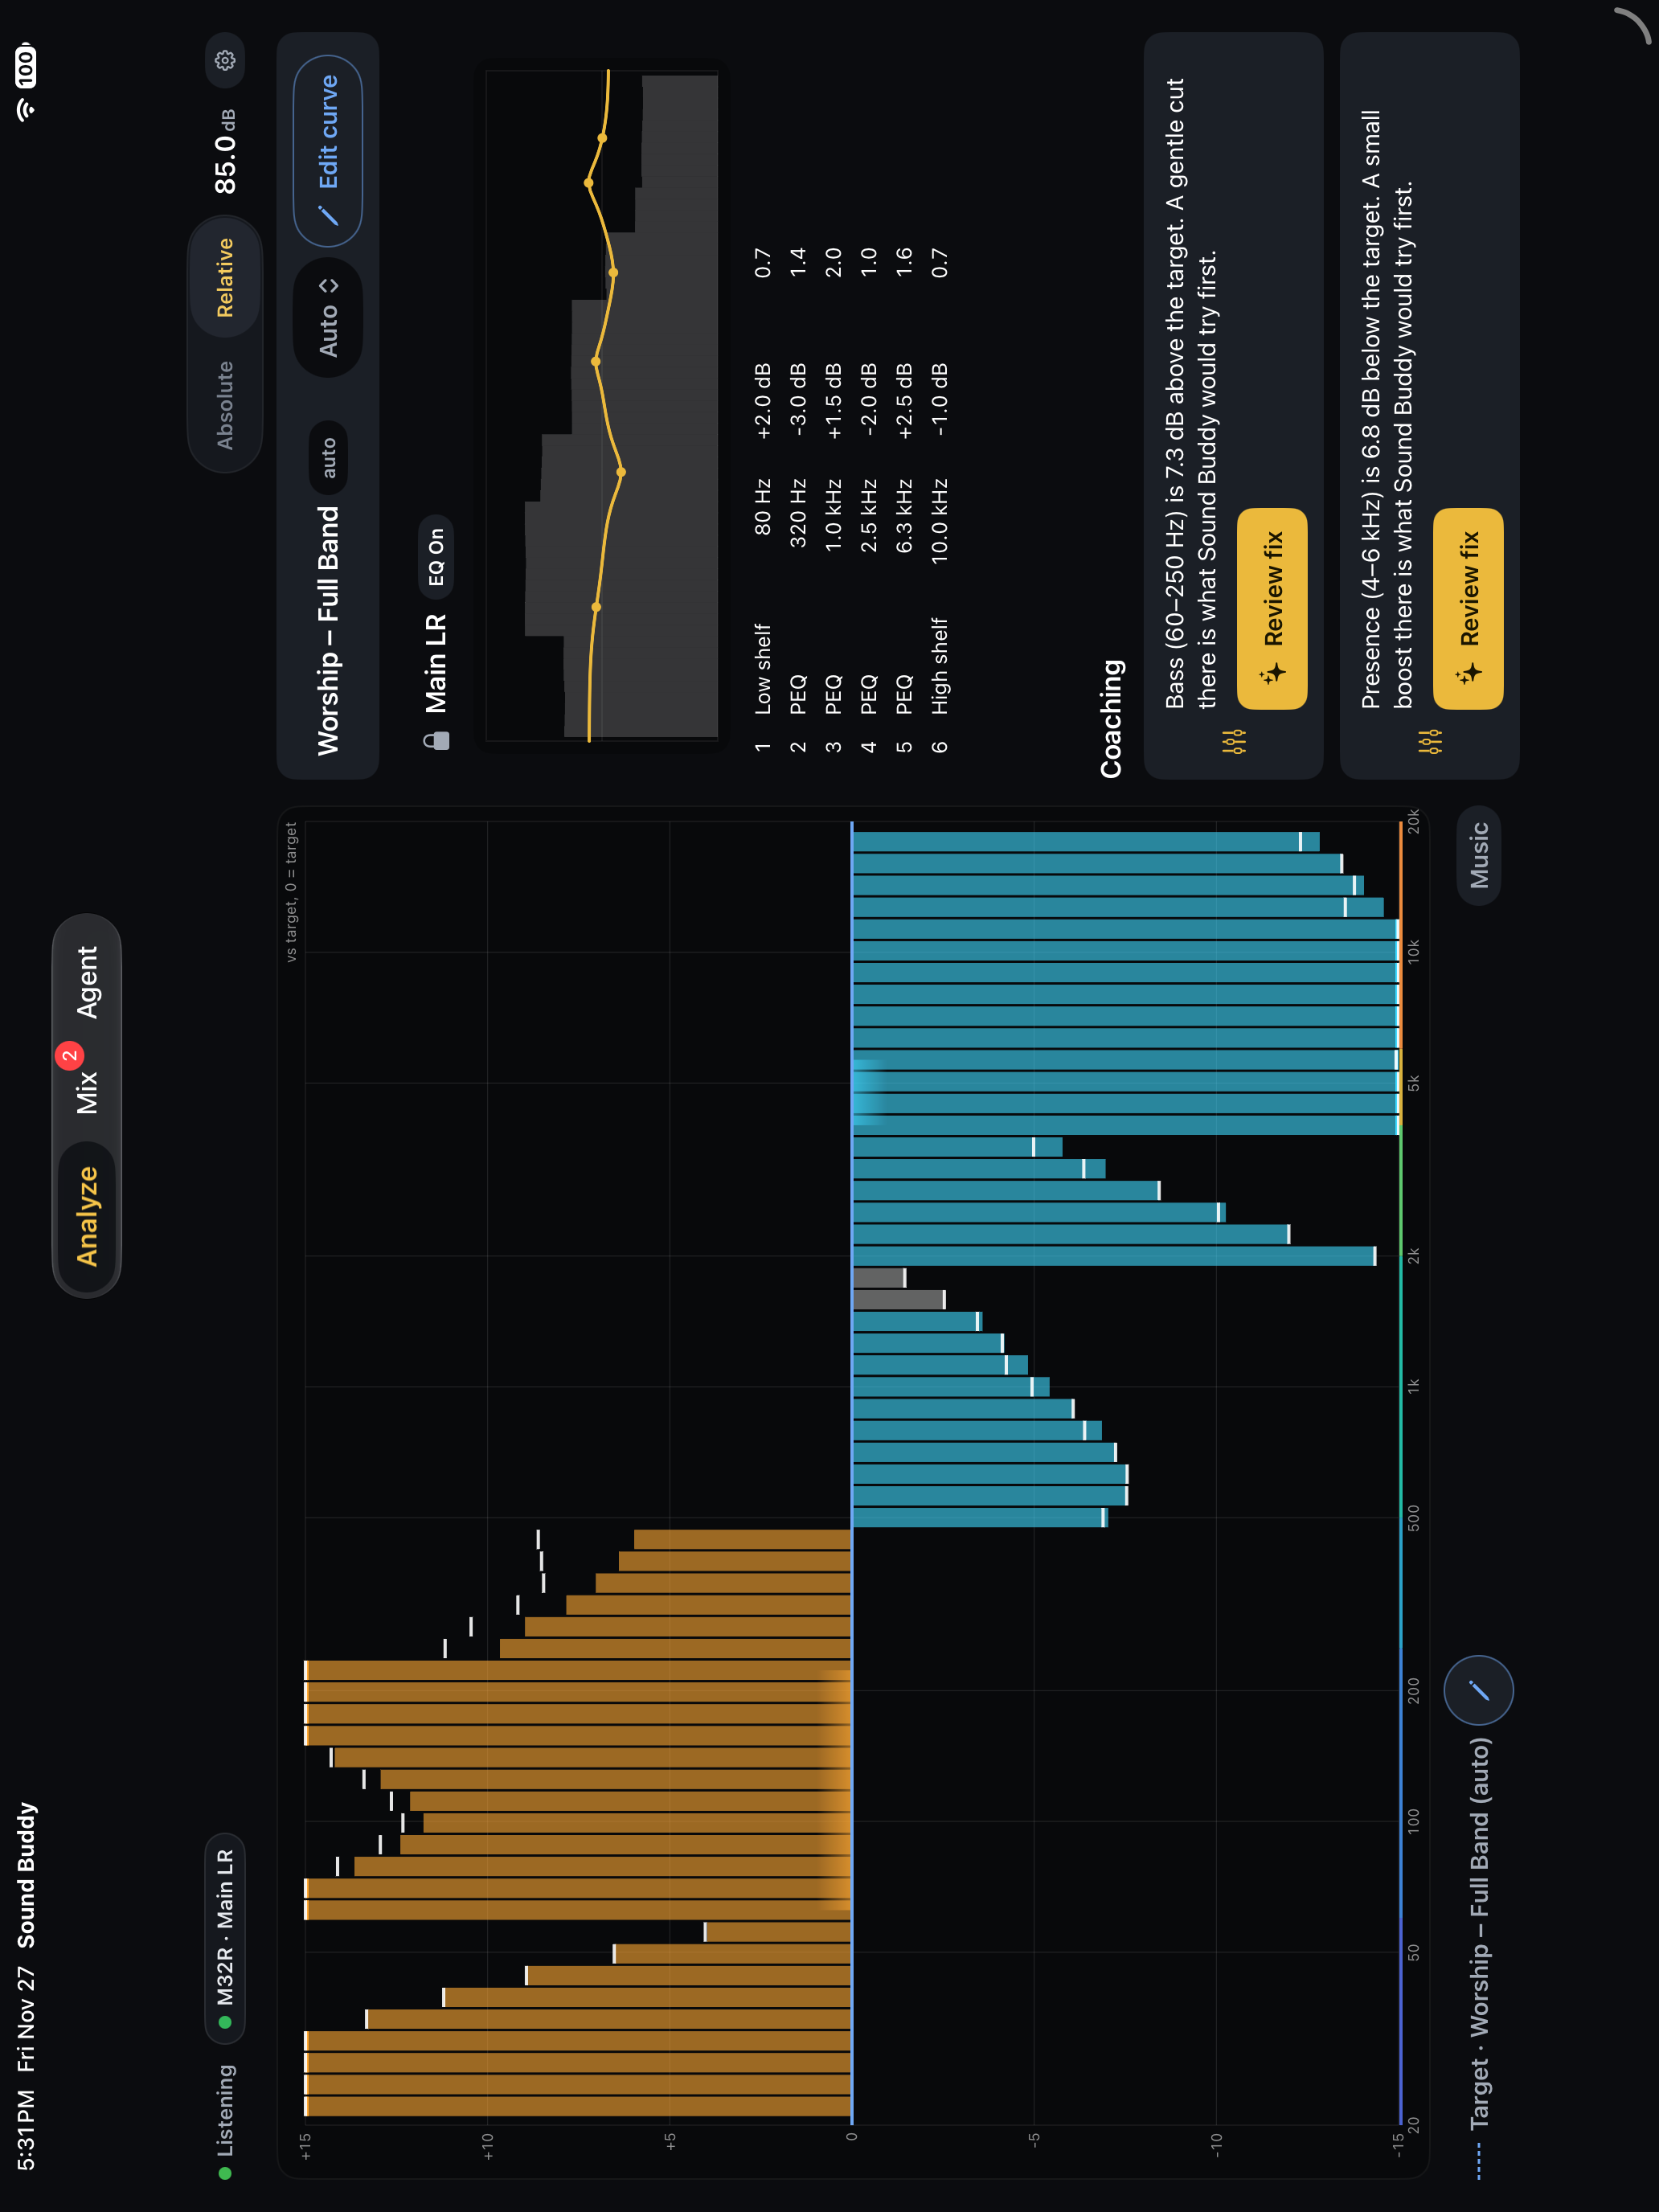 5:31 PM Fri Nov 27 Sound Buddy
100
Analyze Mix 2 Agent
Listening M32R · Main LR
Absolute Relative 85.0 dB
vs target, 0 = target
+15
+10
+5
0
-5
-10
-15
20 50 100 200 500 1k 2k 5k 10k 20k
Target · Worship – Full Band (auto)
Music
Worship – Full Band auto Auto Edit curve
Main LR EQ On
1 Low shelf 80 Hz +2.0 dB 0.7
2 PEQ 320 Hz -3.0 dB 1.4
3 PEQ 1.0 kHz +1.5 dB 2.0
4 PEQ 2.5 kHz -2.0 dB 1.0
5 PEQ 6.3 kHz +2.5 dB 1.6
6 High shelf 10.0 kHz -1.0 dB 0.7
Coaching
Bass (60–250 Hz) is 7.3 dB above the target. A gentle cut
there is what Sound Buddy would try first.
Review fix
Presence (4–6 kHz) is 6.8 dB below the target. A small
boost there is what Sound Buddy would try first.
Review fix